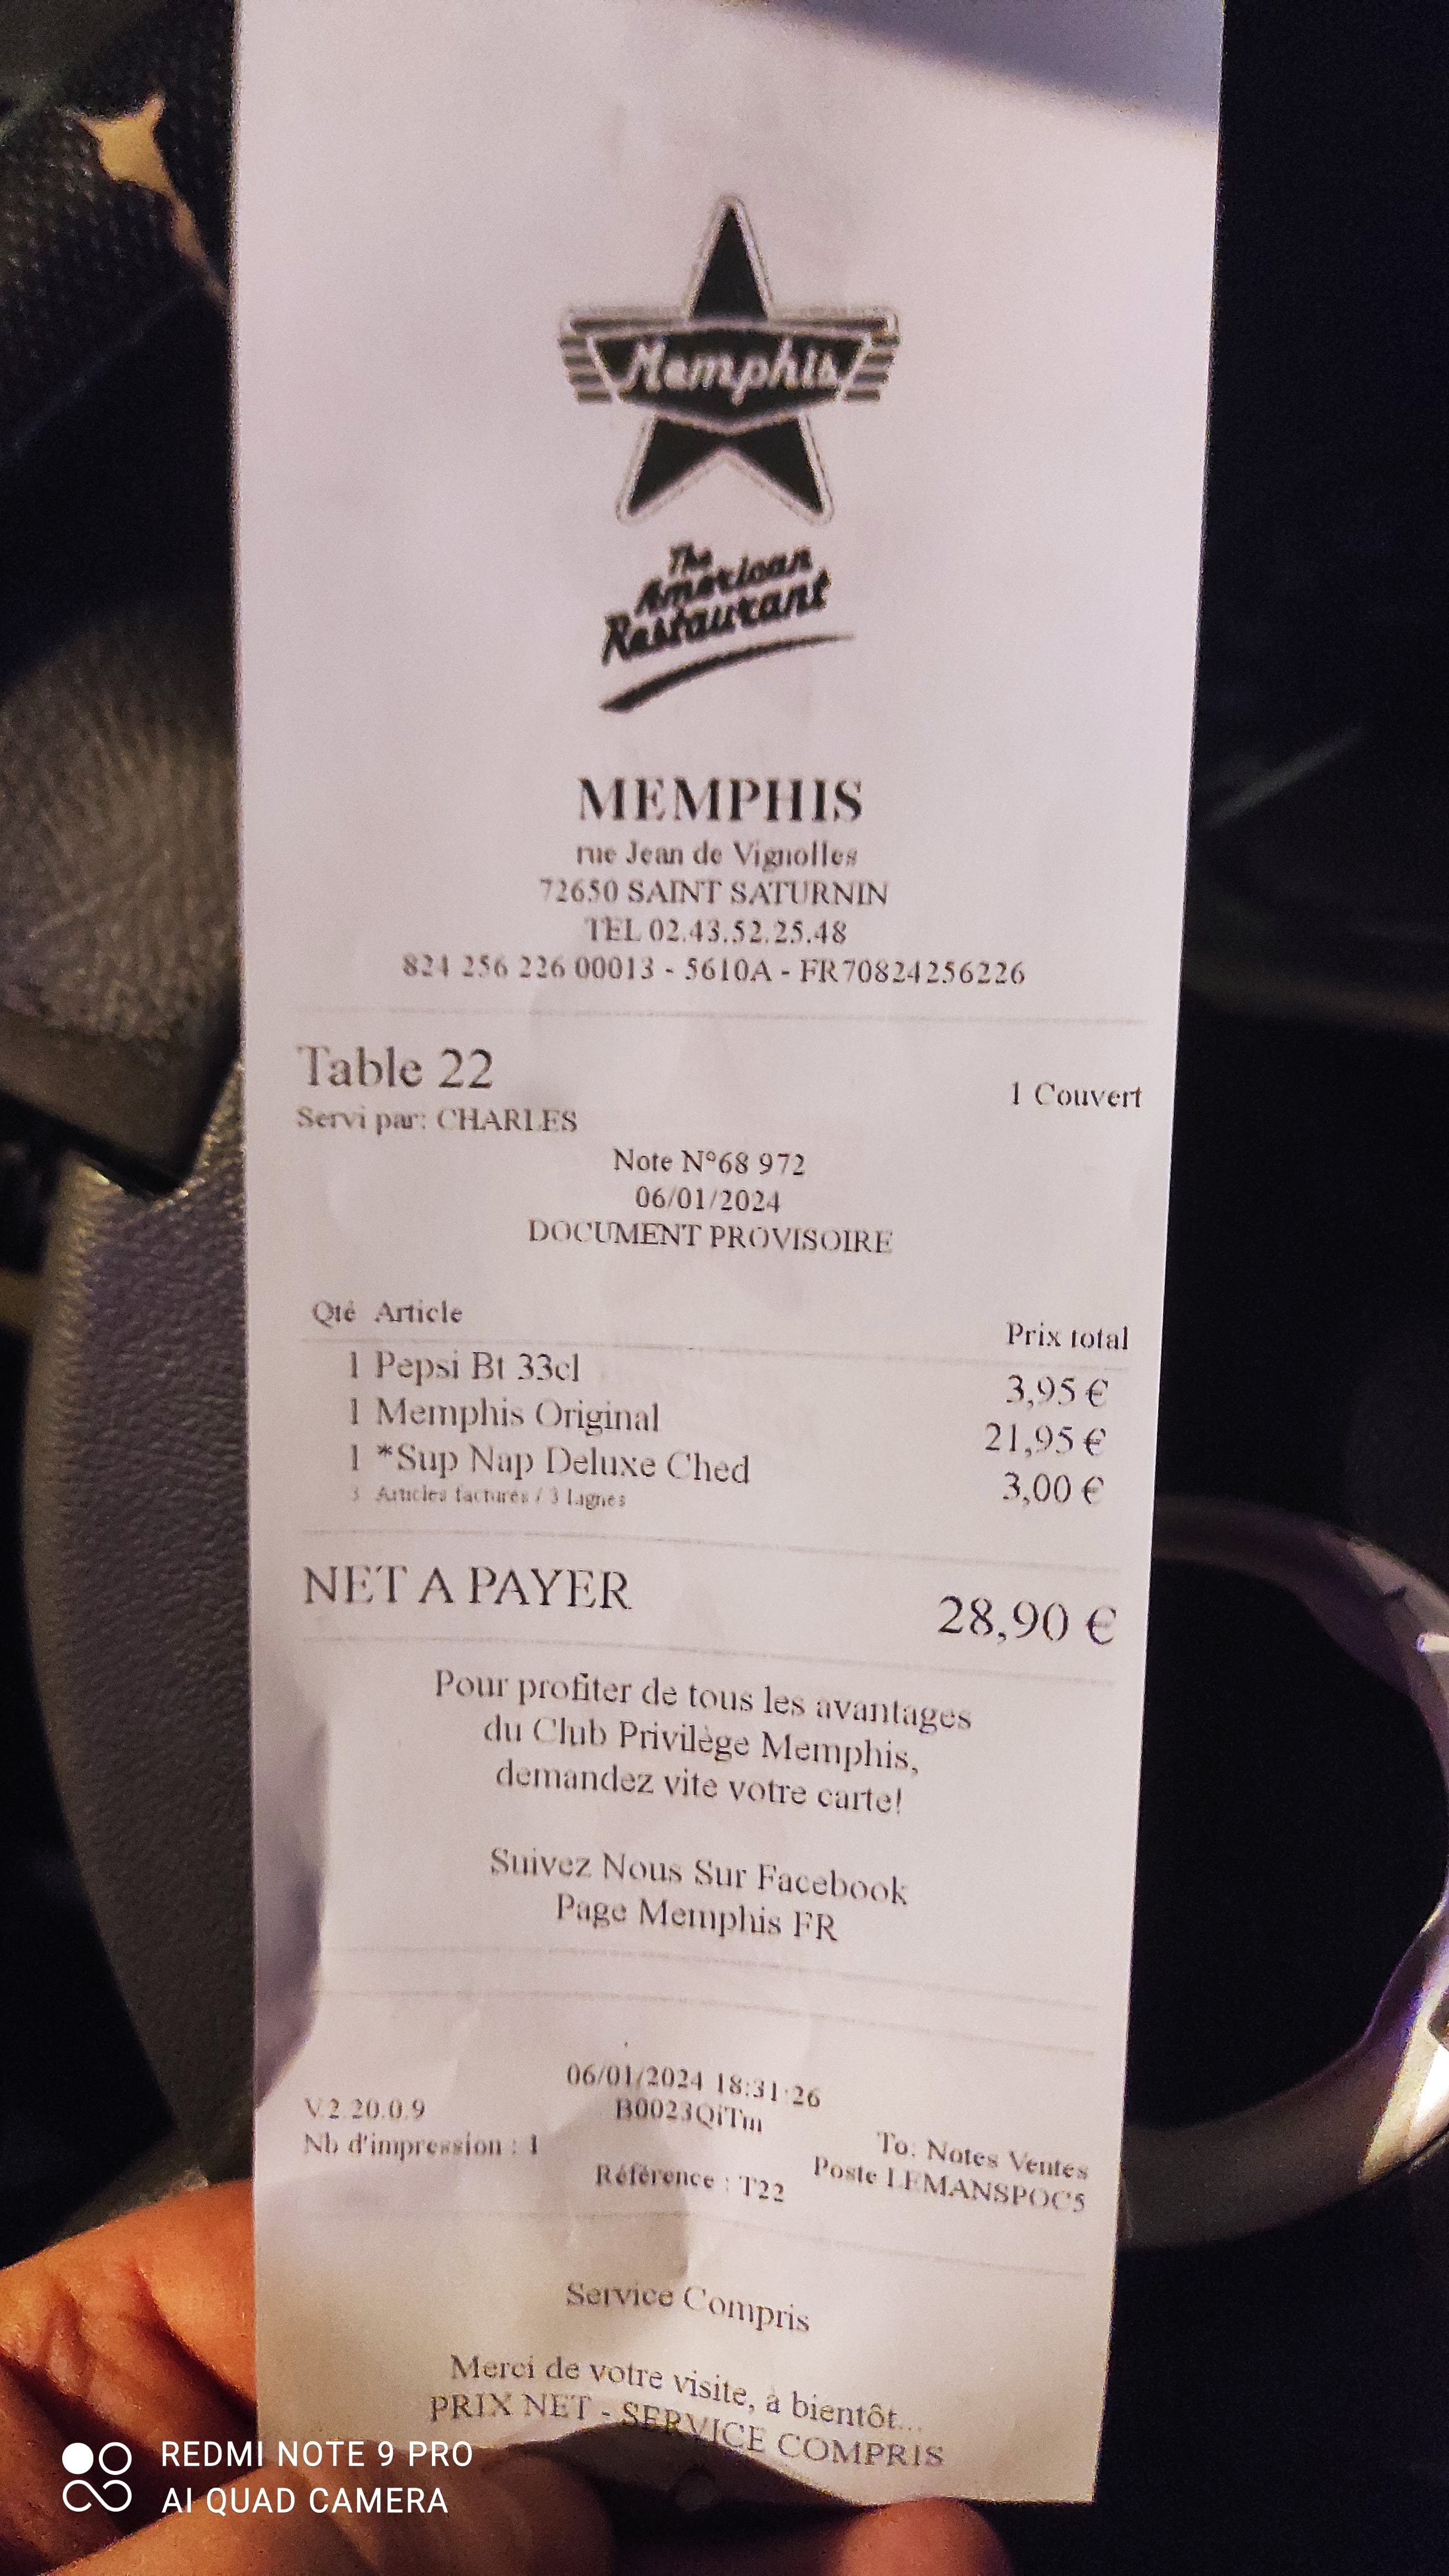 Memphis
The
American
Restaurant
MEMPHIS
rue Jean de Vignolles
72650 SAINT SATURNIN
TEL 02.43.52.25.48
824 256 226 00013 - 5610A - FR70824256226
Table 22
1 Couvert
Servi par: CHARLES
Note N°68 972
06/01/2024
DOCUMENT PROVISOIRE
Qté Article Prix total
1 Pepsi Bt 33cl 3,95 €
1 Memphis Original 21,95 €
1 *Sup Nap Deluxe Ched 3,00 €
3 Articles facturés / 3 Lignes
NET A PAYER 28,90 €
Pour profiter de tous les avantages
du Club Privilège Memphis,
demandez vite votre carte!
Suivez Nous Sur Facebook
Page Memphis FR
06/01/2024 18:31:26
V.2.20.0.9 B0023QiTm To: Notes Ventes
Nb d'impression : 1 Poste LEMANSPOC5
Référence : T22
Service Compris
Merci de votre visite, à bientôt...
PRIX NET - SERVICE COMPRIS
REDMI NOTE 9 PRO
AI QUAD CAMERA